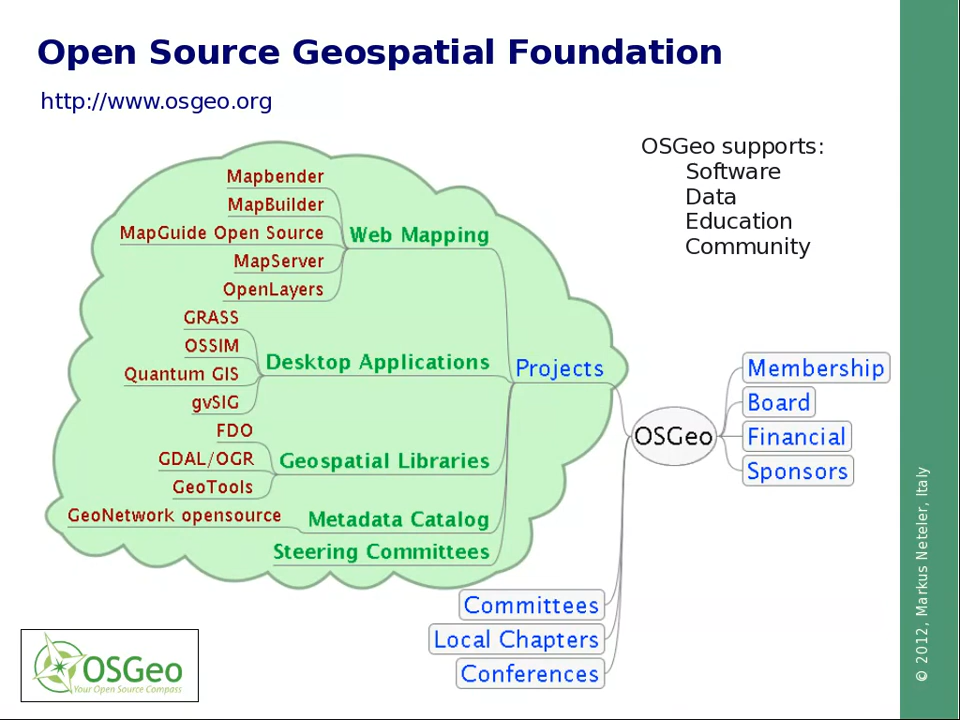 Open Source Geospatial Foundation
http://www.osgeo.org
OSGeo supports:
Software
Data
Education
Community
Mapbender
MapBuilder
MapGuide Open Source
MapServer
OpenLayers
Web Mapping
GRASS
OSSIM
Quantum GIS
gvSIG
Desktop Applications
FDO
GDAL/OGR
GeoTools
Geospatial Libraries
GeoNetwork opensource
Metadata Catalog
Steering Committees
Projects
OSGeo
Membership
Board
Financial
Sponsors
Committees
Local Chapters
Conferences
OSGeo
Your Open Source Compass
© 2012, Markus Neteler, Italy